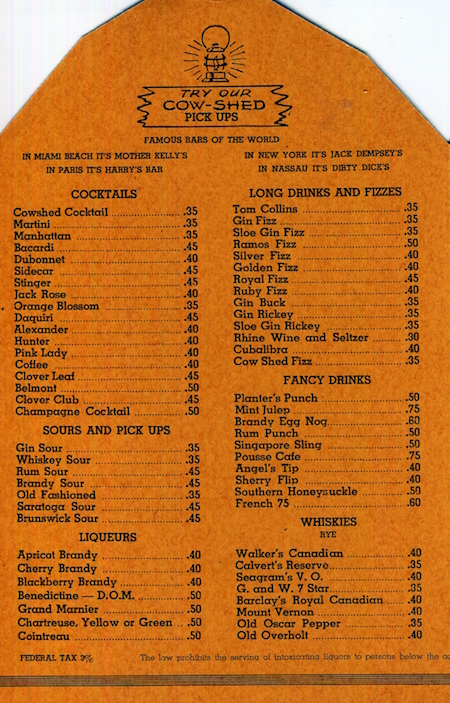 TRY OUR
COW-SHED
PICK UPS
FAMOUS BARS OF THE WORLD
IN MIAMI BEACH IT'S MOTHER KELLY'S
IN PARIS IT'S HARRY'S BAR
IN NEW YORK IT'S JACK DEMPSEY'S
IN NASSAU IT'S DIRTY DICK'S
COCKTAILS
Cowshed Cocktail .35
Martini .35
Manhattan .35
Bacardi .45
Dubonnet .40
Sidecar .45
Stinger .45
Jack Rose .40
Orange Blossom .35
Daquiri .45
Alexander .40
Hunter .40
Pink Lady .40
Coffee .40
Clover Leaf .45
Belmont .50
Clover Club .45
Champagne Cocktail .50
SOURS AND PICK UPS
Gin Sour .35
Whiskey Sour .35
Rum Sour .45
Brandy Sour .45
Old Fashioned .35
Saratoga Sour .45
Brunswick Sour .45
LIQUEURS
Apricot Brandy .40
Cherry Brandy .40
Blackberry Brandy .40
Benedictine — D.O.M. .50
Grand Marnier .50
Chartreuse, Yellow or Green .50
Cointreau .50
LONG DRINKS AND FIZZES
Tom Collins .35
Gin Fizz .35
Sloe Gin Fizz .35
Ramos Fizz .50
Silver Fizz .40
Golden Fizz .40
Royal Fizz .45
Ruby Fizz .40
Gin Buck .35
Gin Rickey .35
Sloe Gin Rickey .35
Rhine Wine and Seltzer .30
Cubalibra .40
Cow Shed Fizz .35
FANCY DRINKS
Planter's Punch .50
Mint Julep .75
Brandy Egg Nog .60
Rum Punch .50
Singapore Sling .50
Pousse Cafe .75
Angel's Tip .40
Sherry Flip .40
Southern Honeysuckle .50
French 75 .60
WHISKIES
RYE
Walker's Canadian .40
Calvert's Reserve .35
Seagram's V. O. .40
G. and W. 7 Star .35
Barclay's Royal Canadian .40
Mount Vernon .40
Old Oscar Pepper .35
Old Overholt .40
FEDERAL TAX 3% The law prohibits the serving of intoxicating liquors to persons below the